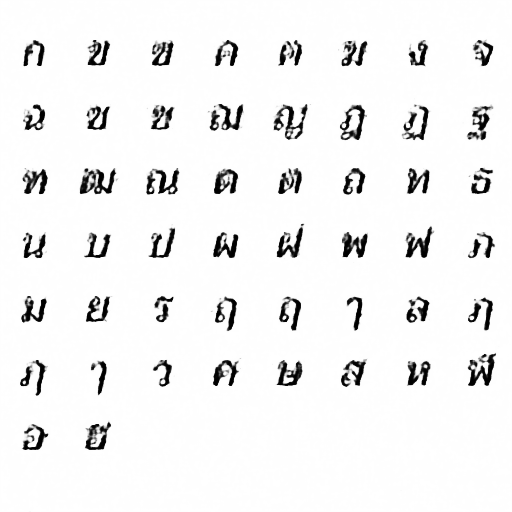 ก ข ฃ ค ฅ ฆ ง จ
ฉ ช ซ ฌ ญ ฎ ฏ ฐ
ฑ ฒ ณ ด ต ถ ท ธ
น บ ป ผ ฝ พ ฟ ภ
ม ย ร ฤ ฤ ๅ ล ฦ
ฦ ๅ ว ศ ษ ส ห ฬ
อ ฮ